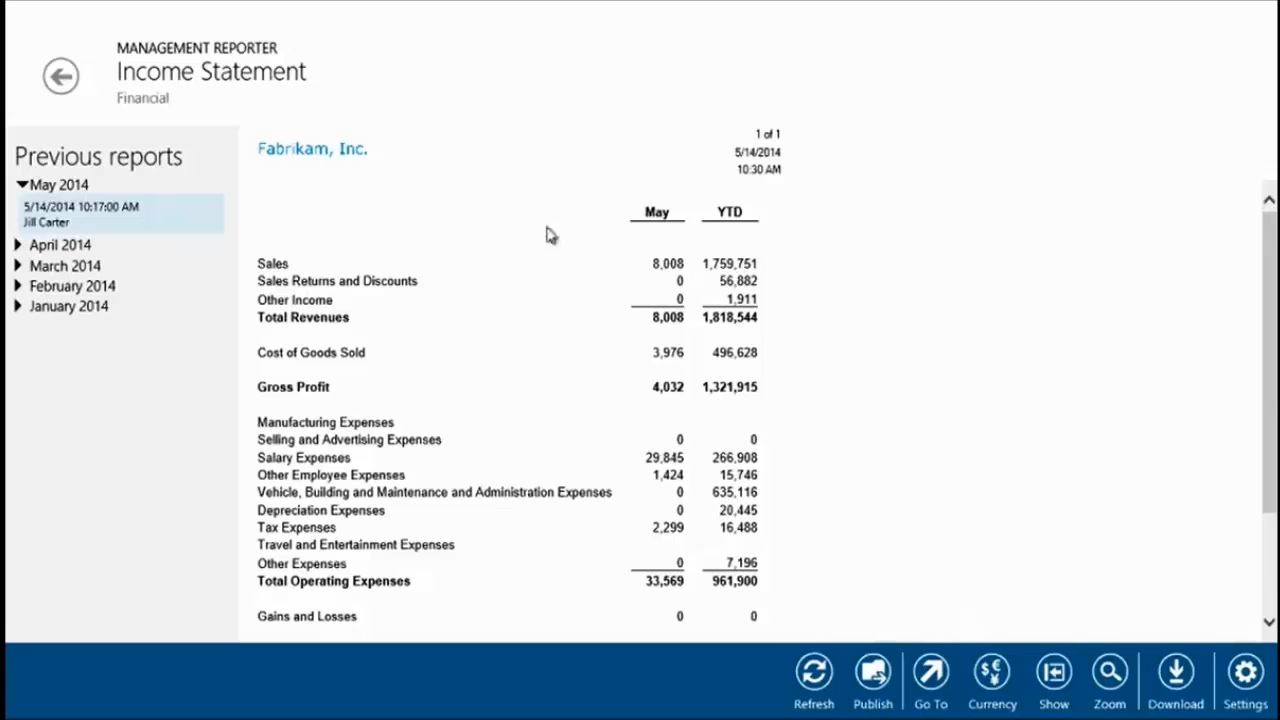 MANAGEMENT REPORTER
Income Statement
Financial
Previous reports
May 2014
5/14/2014 10:17:00 AM
Jill Carter
April 2014
March 2014
February 2014
January 2014
Fabrikam, Inc.
1 of 1
5/14/2014
10:30 AM
May YTD
Sales 8,008 1,759,751
Sales Returns and Discounts 0 56,882
Other Income 0 1,911
Total Revenues 8,008 1,818,544
Cost of Goods Sold 3,976 496,628
Gross Profit 4,032 1,321,915
Manufacturing Expenses
Selling and Advertising Expenses 0 0
Salary Expenses 29,845 266,908
Other Employee Expenses 1,424 15,746
Vehicle, Building and Maintenance and Administration Expenses 0 635,116
Depreciation Expenses 0 20,445
Tax Expenses 2,299 16,488
Travel and Entertainment Expenses
Other Expenses 0 7,196
Total Operating Expenses 33,569 961,900
Gains and Losses 0 0
Refresh Publish Go To Currency Show Zoom Download Settings